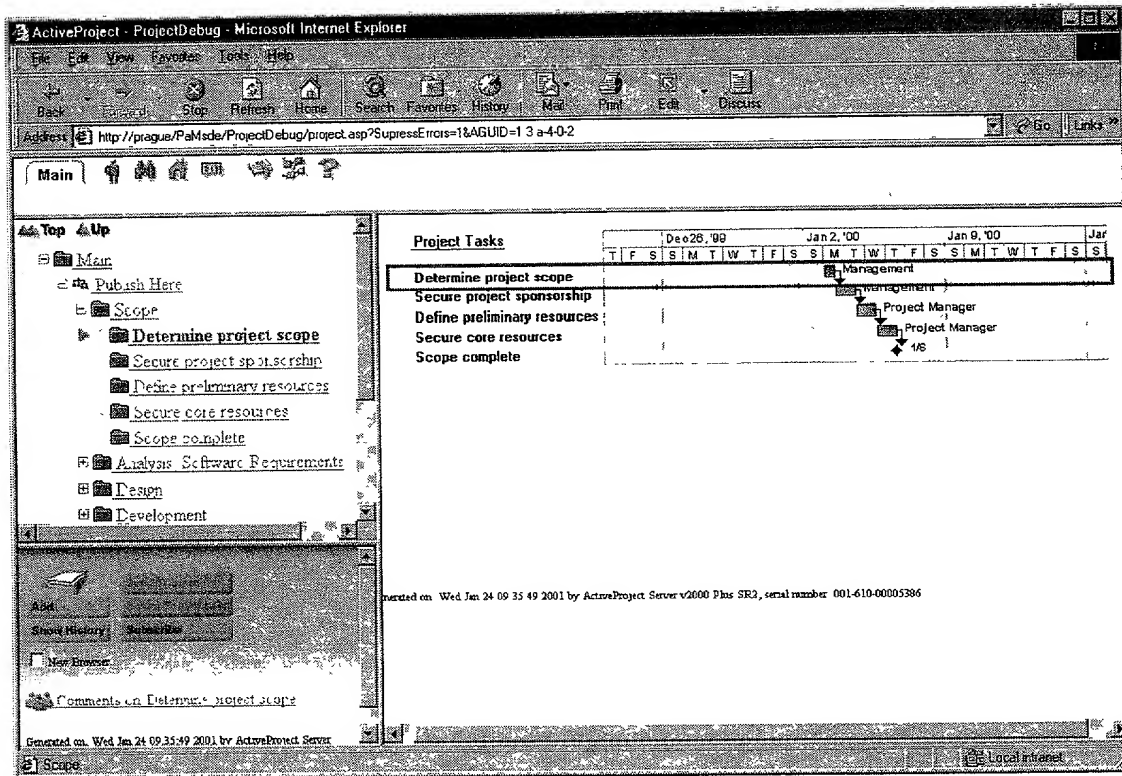 ActiveProject - ProjectDebug - Microsoft Internet Explorer
File Edit View Favorites Tools Help
Back Forward Stop Refresh Home Search Favorites History Mail Print Edit Discuss
Address http://prague/PaMsde/ProjectDebug/project.asp?SupressErrors=1&AGUID=1 3 a-4-0-2 Go Links »
Main
Top Up
Main
Publish Here
Scope
Determine project scope
Secure project sponsorship
Define preliminary resources
Secure core resources
Scope complete
Analysis Software Requirements
Design
Development
Project Tasks
Dec 26, '99 Jan 2, '00 Jan 9, '00 Jan
T F S S M T W T F S S M T W T F S S M T W T F S S
Determine project scope Management
Secure project sponsorship Management
Define preliminary resources Project Manager
Secure core resources Project Manager
Scope complete 1/6
Add
Show History Subscribe
New Browser
Comments on Determine project scope
Generated on Wed Jan 24 09:35:49 2001 by ActiveProject Server
nerated on Wed Jan 24 09 35 49 2001 by ActiveProject Server v2000 Plus SR2, serial number 001-610-00005386
Scope Local intranet